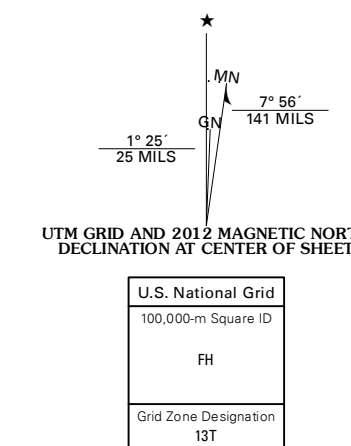 MN
GN
7° 56´
141 MILS
1° 25´
25 MILS
UTM GRID AND 2012 MAGNETIC NORT
DECLINATION AT CENTER OF SHEET
U.S. National Grid
100,000-m Square ID
FH
Grid Zone Designation
13T